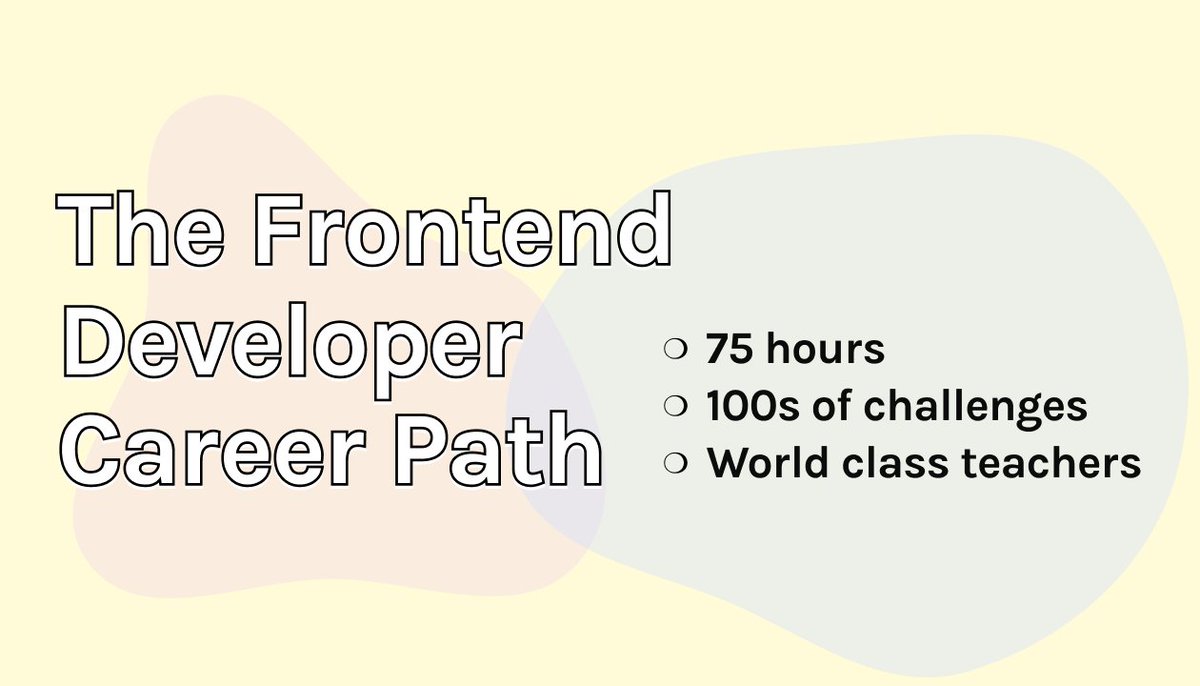 The Frontend
Developer
Career Path
❍ 75 hours
❍ 100s of challenges
❍ World class teachers